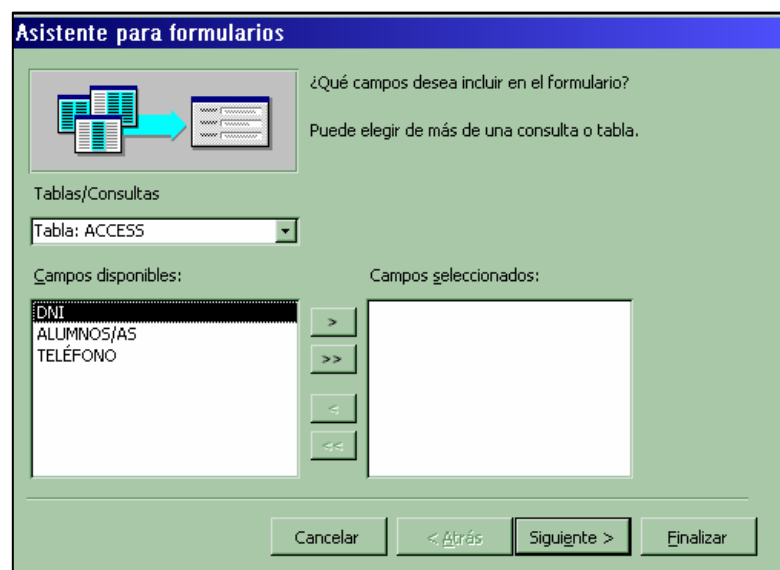 Asistente para formularios
¿Qué campos desea incluir en el formulario?
Puede elegir de más de una consulta o tabla.
Tablas/Consultas
Tabla: ACCESS
Campos disponibles:
Campos seleccionados:
DNI
ALUMNOS/AS
TELÉFONO
>
>>
<
<<
Cancelar
< Atrás
Siguiente >
Finalizar